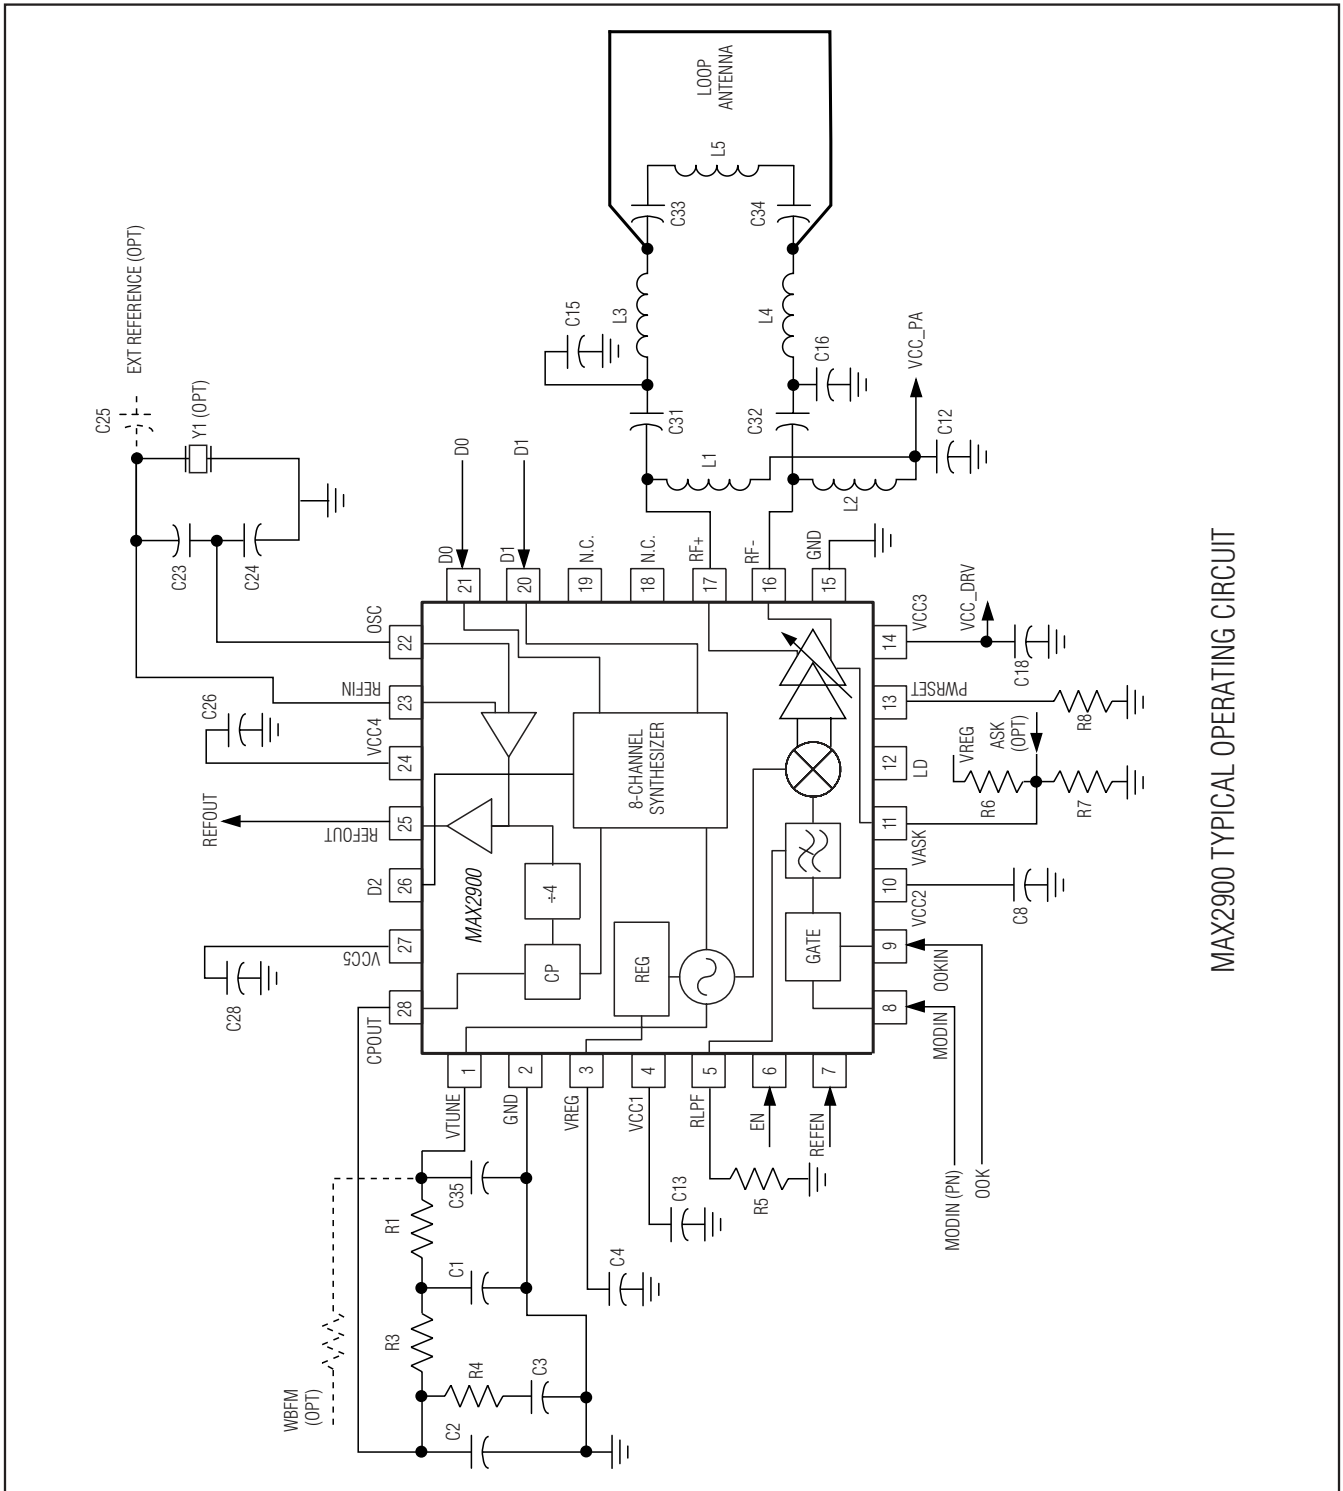 LOOP
ANTENNA
L5
C33
C34
EXT REFERENCE (OPT)
C25
Y1 (OPT)
C23
C24
C15
L3
L4
C16
C31
C32
VCC_PA
C12
L1
L2
D0
D1
D0
D1
N.C.
N.C.
RF+
RF-
GND
21
20
19
18
17
16
15
OSC
22
REFIN
23
C26
VCC4
24
REFOUT
REFOUT
25
D2
26
VCC5
27
C28
CPOUT
28
MAX2900
8-CHANNEL
SYNTHESIZER
÷4
CP
REG
GATE
14
VCC3
VCC_DRV
C18
13
PWRSET
R8
12
LD
VREG
ASK
(OPT)
R6
R7
11
VASK
10
VCC2
C8
9
OOKIN
8
MODIN
MODIN (PN)
OOK
1
2
3
4
5
6
7
VTUNE
GND
VREG
VCC1
RLPF
EN
REFEN
C35
R1
C1
R3
R4
C3
C2
WBFM
(OPT)
C4
C13
R5
MAX2900 TYPICAL OPERATING CIRCUIT